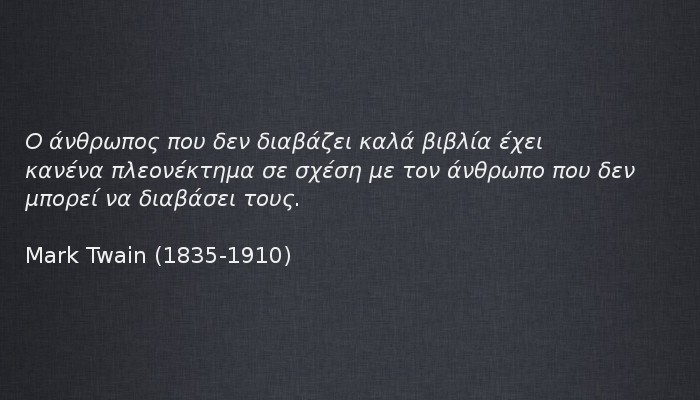 Ο άνθρωπος που δεν διαβάζει καλά βιβλία έχει
κανένα πλεονέκτημα σε σχέση με τον άνθρωπο που δεν
μπορεί να διαβάσει τους.
Mark Twain (1835-1910)